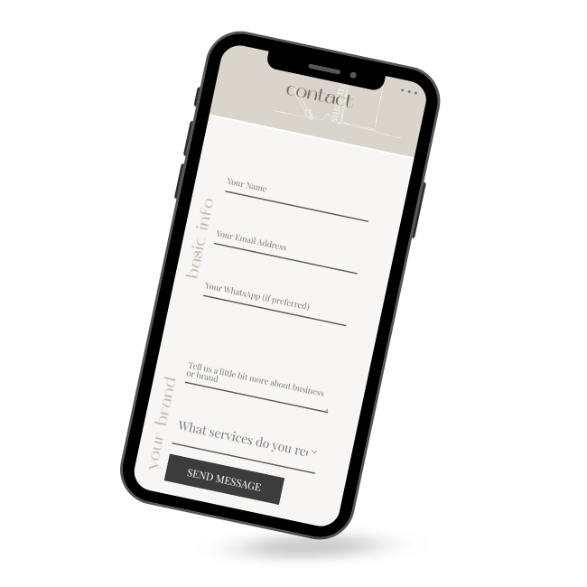 contact
basic info
Your Name
Your Email Address
Your WhatsApp (if preferred)
your brand
Tell us a little bit more about business
or brand
What services do you re
SEND MESSAGE